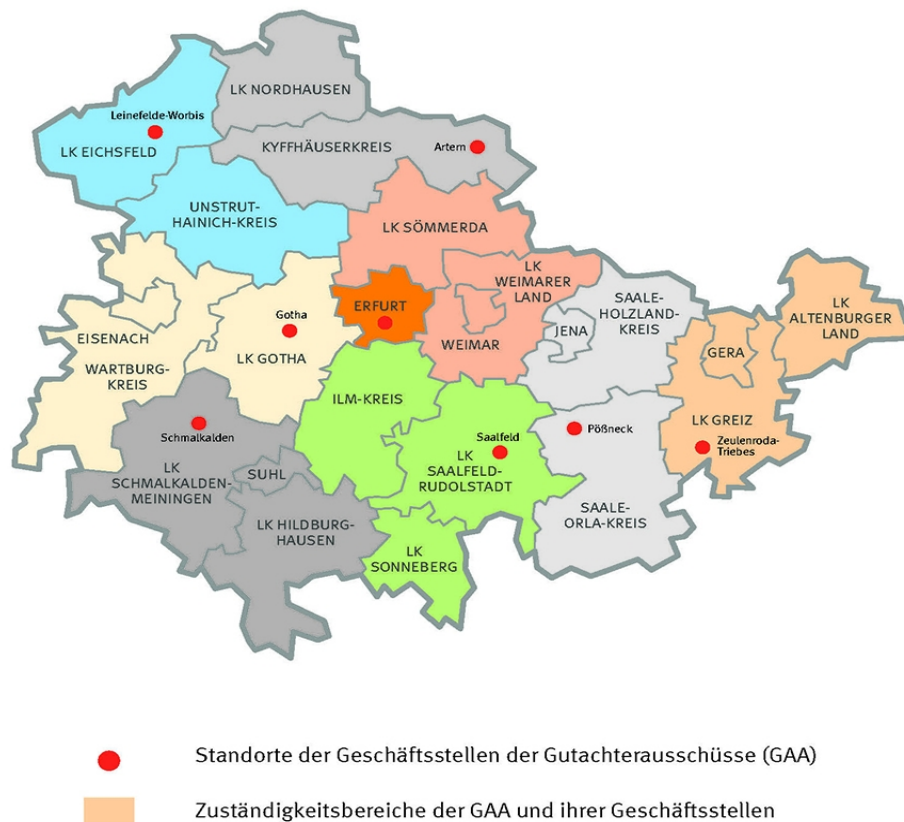 LK NORDHAUSEN
Leinefelde-Worbis
LK EICHSFELD
KYFFHÄUSERKREIS
Artern
UNSTRUT-
HAINICH-KREIS
LK SÖMMERDA
LK
WEIMARER
LAND
SAALE-
HOLZLAND-
KREIS
LK
ALTENBURGER
LAND
Gotha
ERFURT
EISENACH
WEIMAR
JENA
GERA
LK GOTHA
WARTBURG-
KREIS
ILM-KREIS
LK GREIZ
Schmalkalden
Saalfeld
Pößneck
Zeulenroda-
Triebes
LK
SCHMALKALDEN-
MEININGEN
SUHL
LK
SAALFELD-
RUDOLSTADT
SAALE-
ORLA-KREIS
LK HILDBURG-
HAUSEN
LK
SONNEBERG
Standorte der Geschäftsstellen der Gutachterausschüsse (GAA)
Zuständigkeitsbereiche der GAA und ihrer Geschäftsstellen